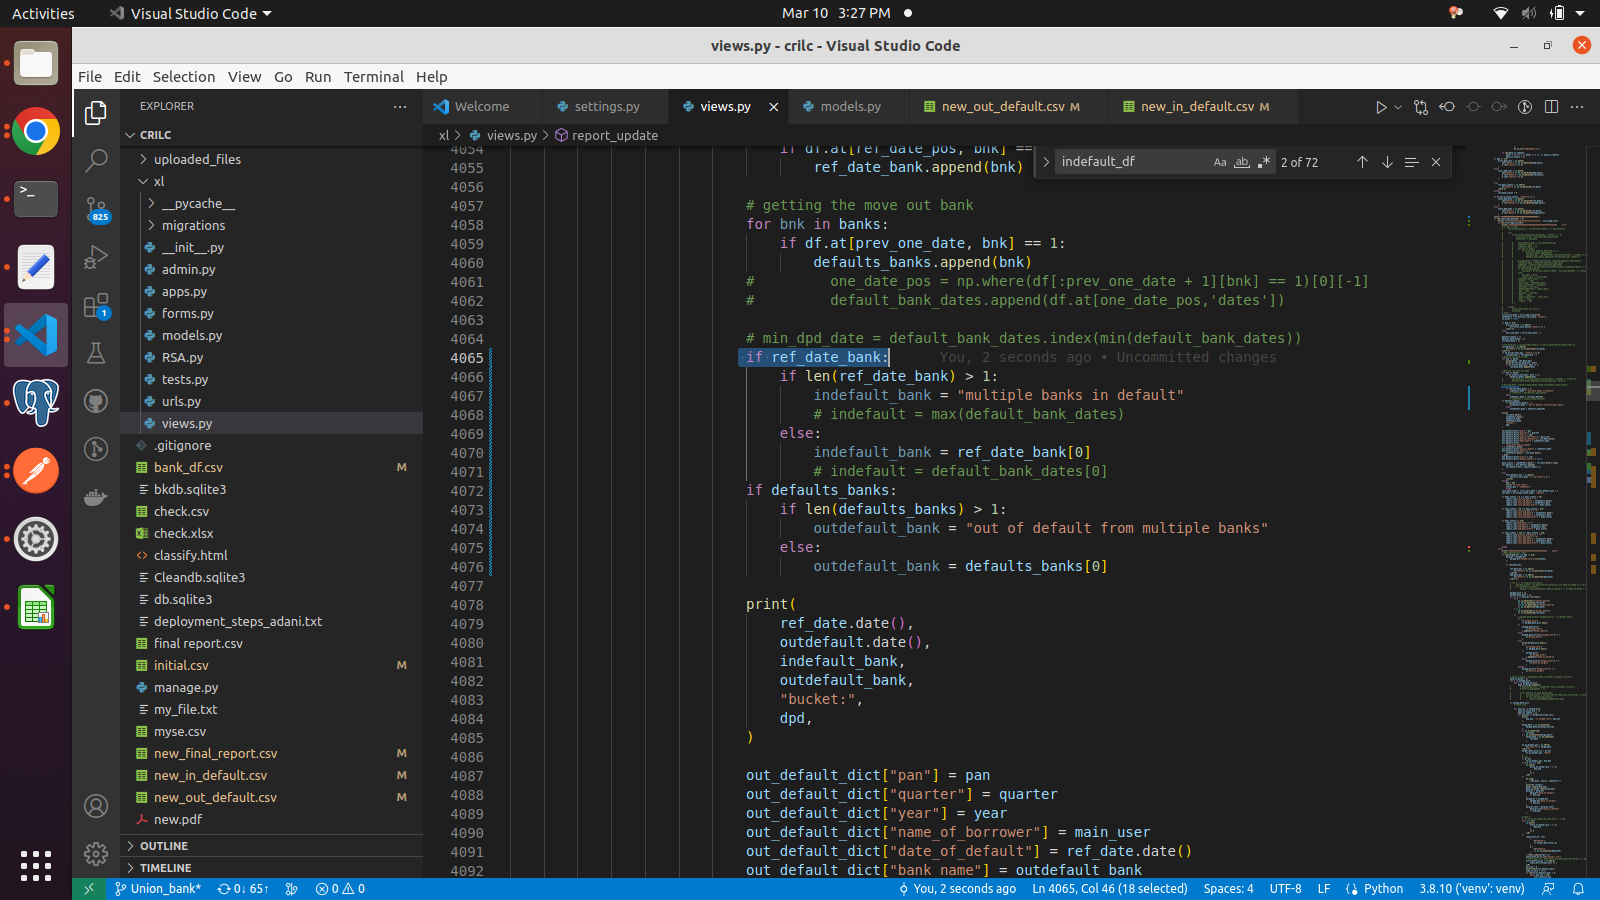 Activities
Visual Studio Code
Mar 10 3:27 PM
views.py - crilc - Visual Studio Code
File Edit Selection View Go Run Terminal Help
EXPLORER
Welcome
settings.py
views.py
models.py
new_out_default.csv M
new_in_default.csv M
CRILC
xl
views.py
report_update
uploaded_files
xl
__pycache__
migrations
__init__.py
admin.py
apps.py
forms.py
models.py
RSA.py
tests.py
urls.py
views.py
.gitignore
bank_df.csv M
bkdb.sqlite3
check.csv
check.xlsx
classify.html
Cleandb.sqlite3
db.sqlite3
deployment_steps_adani.txt
final report.csv
initial.csv M
manage.py
my_file.txt
myse.csv
new_final_report.csv M
new_in_default.csv M
new_out_default.csv M
new.pdf
OUTLINE
TIMELINE
825
1
indefault_df
Aa ab .* 2 of 72
4054 if df.at[ref_date_pos, bnk] ==
4055 ref_date_bank.append(bnk)
4056
4057 # getting the move out bank
4058 for bnk in banks:
4059 if df.at[prev_one_date, bnk] == 1:
4060 defaults_banks.append(bnk)
4061 # one_date_pos = np.where(df[:prev_one_date + 1][bnk] == 1)[0][-1]
4062 # default_bank_dates.append(df.at[one_date_pos,'dates'])
4063
4064 # min_dpd_date = default_bank_dates.index(min(default_bank_dates))
4065 if ref_date_bank: You, 2 seconds ago • Uncommitted changes
4066 if len(ref_date_bank) > 1:
4067 indefault_bank = "multiple banks in default"
4068 # indefault = max(default_bank_dates)
4069 else:
4070 indefault_bank = ref_date_bank[0]
4071 # indefault = default_bank_dates[0]
4072 if defaults_banks:
4073 if len(defaults_banks) > 1:
4074 outdefault_bank = "out of default from multiple banks"
4075 else:
4076 outdefault_bank = defaults_banks[0]
4077
4078 print(
4079 ref_date.date(),
4080 outdefault.date(),
4081 indefault_bank,
4082 outdefault_bank,
4083 "bucket:",
4084 dpd,
4085 )
4086
4087 out_default_dict["pan"] = pan
4088 out_default_dict["quarter"] = quarter
4089 out_default_dict["year"] = year
4090 out_default_dict["name_of_borrower"] = main_user
4091 out_default_dict["date_of_default"] = ref_date.date()
4092 out_default_dict["bank_name"] = outdefault_bank
Union_bank* 0↓ 65↑ 0 0 You, 2 seconds ago Ln 4065, Col 46 (18 selected) Spaces: 4 UTF-8 LF Python 3.8.10 ('venv': venv)